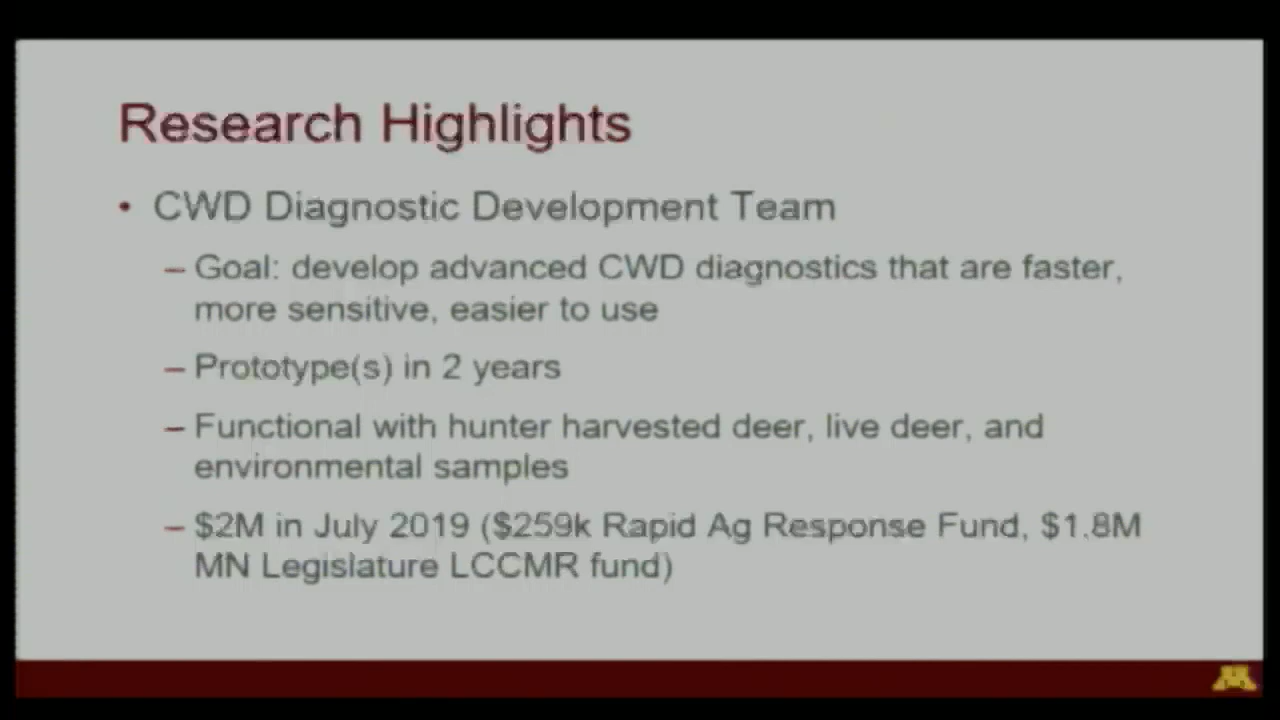 Research Highlights
• CWD Diagnostic Development Team
– Goal: develop advanced CWD diagnostics that are faster,
more sensitive, easier to use
– Prototype(s) in 2 years
– Functional with hunter harvested deer, live deer, and
environmental samples
– $2M in July 2019 ($259k Rapid Ag Response Fund, $1.8M
MN Legislature LCCMR fund)